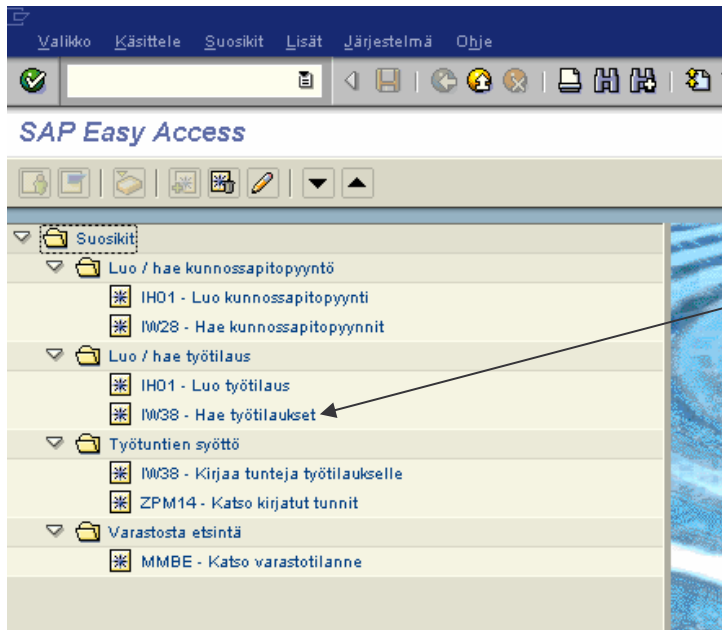 Valikko Käsittele Suosikit Lisät Järjestelmä Ohje
SAP Easy Access
Suosikit
Luo / hae kunnossapitopyyntö
IH01 - Luo kunnossapitopyynti
IW28 - Hae kunnossapitopyynnit
Luo / hae työtilaus
IH01 - Luo työtilaus
IW38 - Hae työtilaukset
Työtuntien syöttö
IW38 - Kirjaa tunteja työtilaukselle
ZPM14 - Katso kirjatut tunnit
Varastosta etsintä
MMBE - Katso varastotilanne